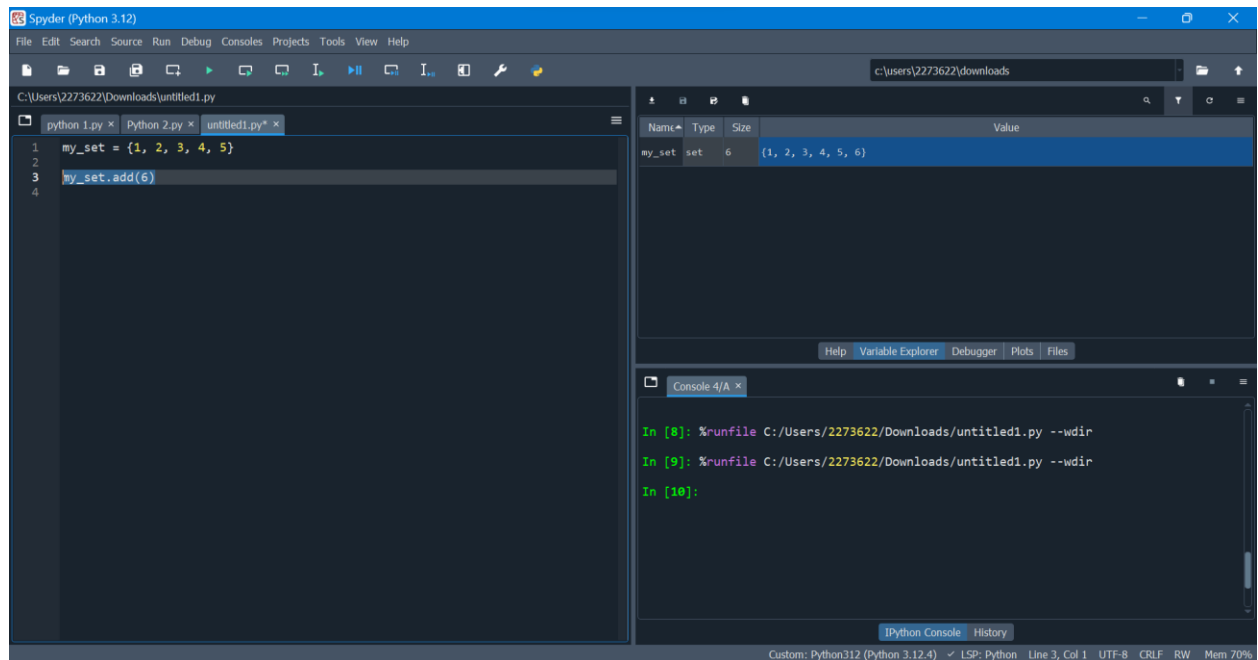 Spyder (Python 3.12)
File Edit Search Source Run Debug Consoles Projects Tools View Help
c:\users\2273622\downloads
C:\Users\2273622\Downloads\untitled1.py
python 1.py × Python 2.py × untitled1.py* ×
1 my_set = {1, 2, 3, 4, 5}
2
3 my_set.add(6)
4
Name Type Size Value
my_set set 6 {1, 2, 3, 4, 5, 6}
Help Variable Explorer Debugger Plots Files
Console 4/A ×
In [8]: %runfile C:/Users/2273622/Downloads/untitled1.py --wdir
In [9]: %runfile C:/Users/2273622/Downloads/untitled1.py --wdir
In [10]:
IPython Console History
Custom: Python312 (Python 3.12.4) ✓ LSP: Python Line 3, Col 1 UTF-8 CRLF RW Mem 70%